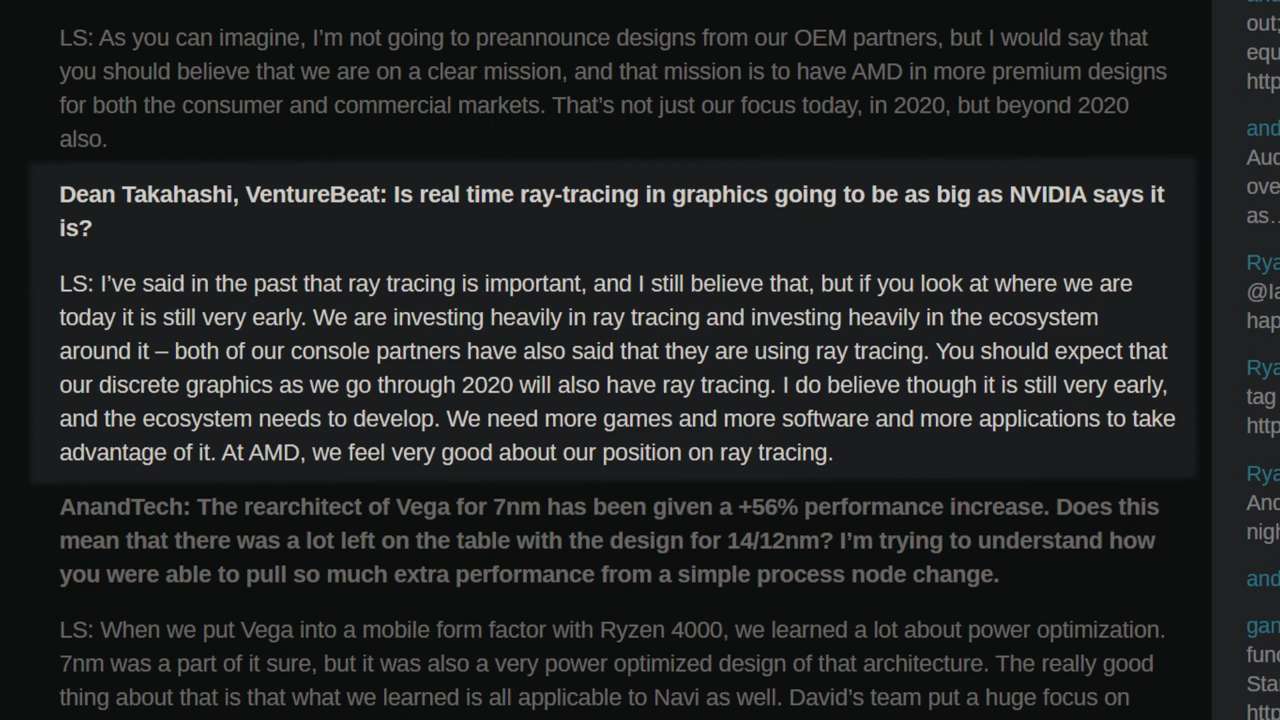 LS: As you can imagine, I’m not going to preannounce designs from our OEM partners, but I would say that
you should believe that we are on a clear mission, and that mission is to have AMD in more premium designs
for both the consumer and commercial markets. That’s not just our focus today, in 2020, but beyond 2020
also.
Dean Takahashi, VentureBeat: Is real time ray-tracing in graphics going to be as big as NVIDIA says it
is?
LS: I’ve said in the past that ray tracing is important, and I still believe that, but if you look at where we are
today it is still very early. We are investing heavily in ray tracing and investing heavily in the ecosystem
around it – both of our console partners have also said that they are using ray tracing. You should expect that
our discrete graphics as we go through 2020 will also have ray tracing. I do believe though it is still very early,
and the ecosystem needs to develop. We need more games and more software and more applications to take
advantage of it. At AMD, we feel very good about our position on ray tracing.
AnandTech: The rearchitect of Vega for 7nm has been given a +56% performance increase. Does this
mean that there was a lot left on the table with the design for 14/12nm? I’m trying to understand how
you were able to pull so much extra performance from a simple process node change.
LS: When we put Vega into a mobile form factor with Ryzen 4000, we learned a lot about power optimization.
7nm was a part of it sure, but it was also a very power optimized design of that architecture. The really good
thing about that is that what we learned is all applicable to Navi as well. David’s team put a huge focus on
out;
as...
tag